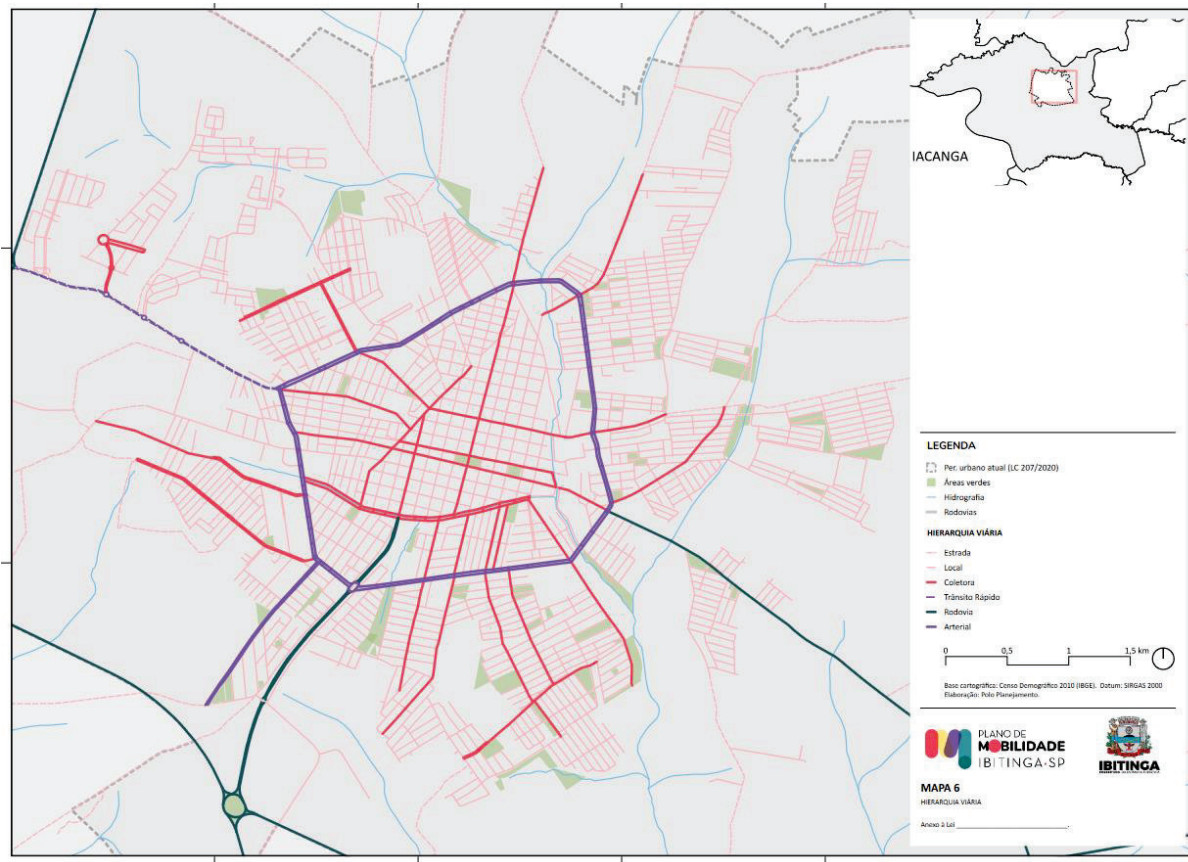 IACANGA
LEGENDA
Per. urbano atual (LC 207/2020)
Áreas verdes
Hidrografia
Rodovias
HIERARQUIA VIÁRIA
Estrada
Local
Coletora
Trânsito Rápido
Rodovia
Arterial
0 0,5 1 1,5 km
Base cartográfica: Censo Demográfico 2010 (IBGE). Datum: SIRGAS 2000
Elaboração: Polo Planejamento.
PLANO DE
MOBILIDADE
IBITINGA-SP
IBITINGA
MAPA 6
HIERARQUIA VIÁRIA
Anexo à Lei ______________________________.